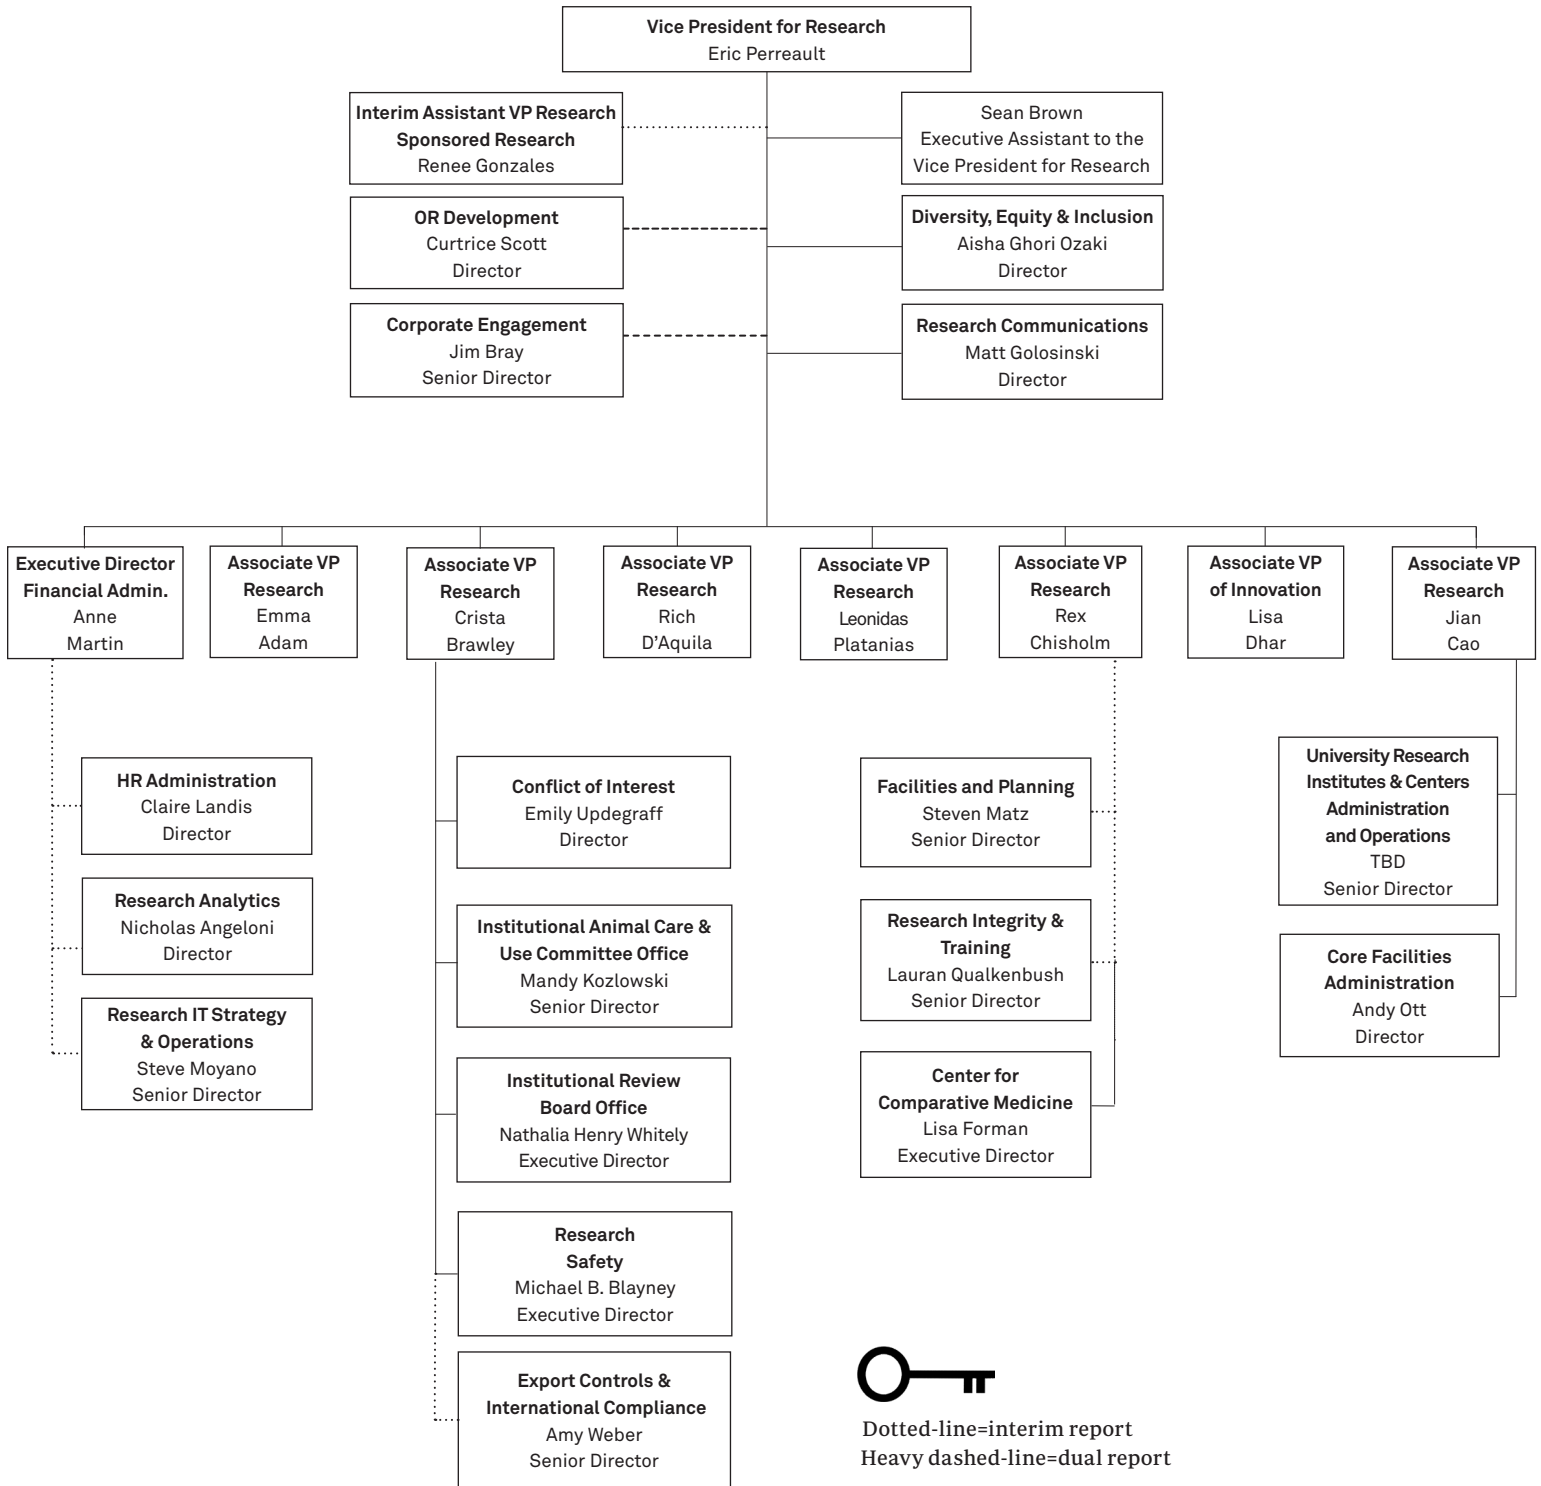 Vice President for Research
Eric Perreault
Interim Assistant VP Research
Sponsored Research
Renee Gonzales
Sean Brown
Executive Assistant to the
Vice President for Research
OR Development
Curtrice Scott
Director
Diversity, Equity & Inclusion
Aisha Ghori Ozaki
Director
Corporate Engagement
Jim Bray
Senior Director
Research Communications
Matt Golosinski
Director
Executive Director
Financial Admin.
Anne
Martin
Associate VP
Research
Emma
Adam
Associate VP
Research
Crista
Brawley
Associate VP
Research
Rich
D’Aquila
Associate VP
Research
Leonidas
Platanias
Associate VP
Research
Rex
Chisholm
Associate VP
of Innovation
Lisa
Dhar
Associate VP
Research
Jian
Cao
HR Administration
Claire Landis
Director
Research Analytics
Nicholas Angeloni
Director
Research IT Strategy
& Operations
Steve Moyano
Senior Director
Conflict of Interest
Emily Updegraff
Director
Institutional Animal Care &
Use Committee Office
Mandy Kozlowski
Senior Director
Institutional Review
Board Office
Nathalia Henry Whitely
Executive Director
Research
Safety
Michael B. Blayney
Executive Director
Export Controls &
International Compliance
Amy Weber
Senior Director
Facilities and Planning
Steven Matz
Senior Director
Research Integrity &
Training
Lauran Qualkenbush
Senior Director
Center for
Comparative Medicine
Lisa Forman
Executive Director
University Research
Institutes & Centers
Administration
and Operations
TBD
Senior Director
Core Facilities
Administration
Andy Ott
Director
Dotted-line=interim report
Heavy dashed-line=dual report